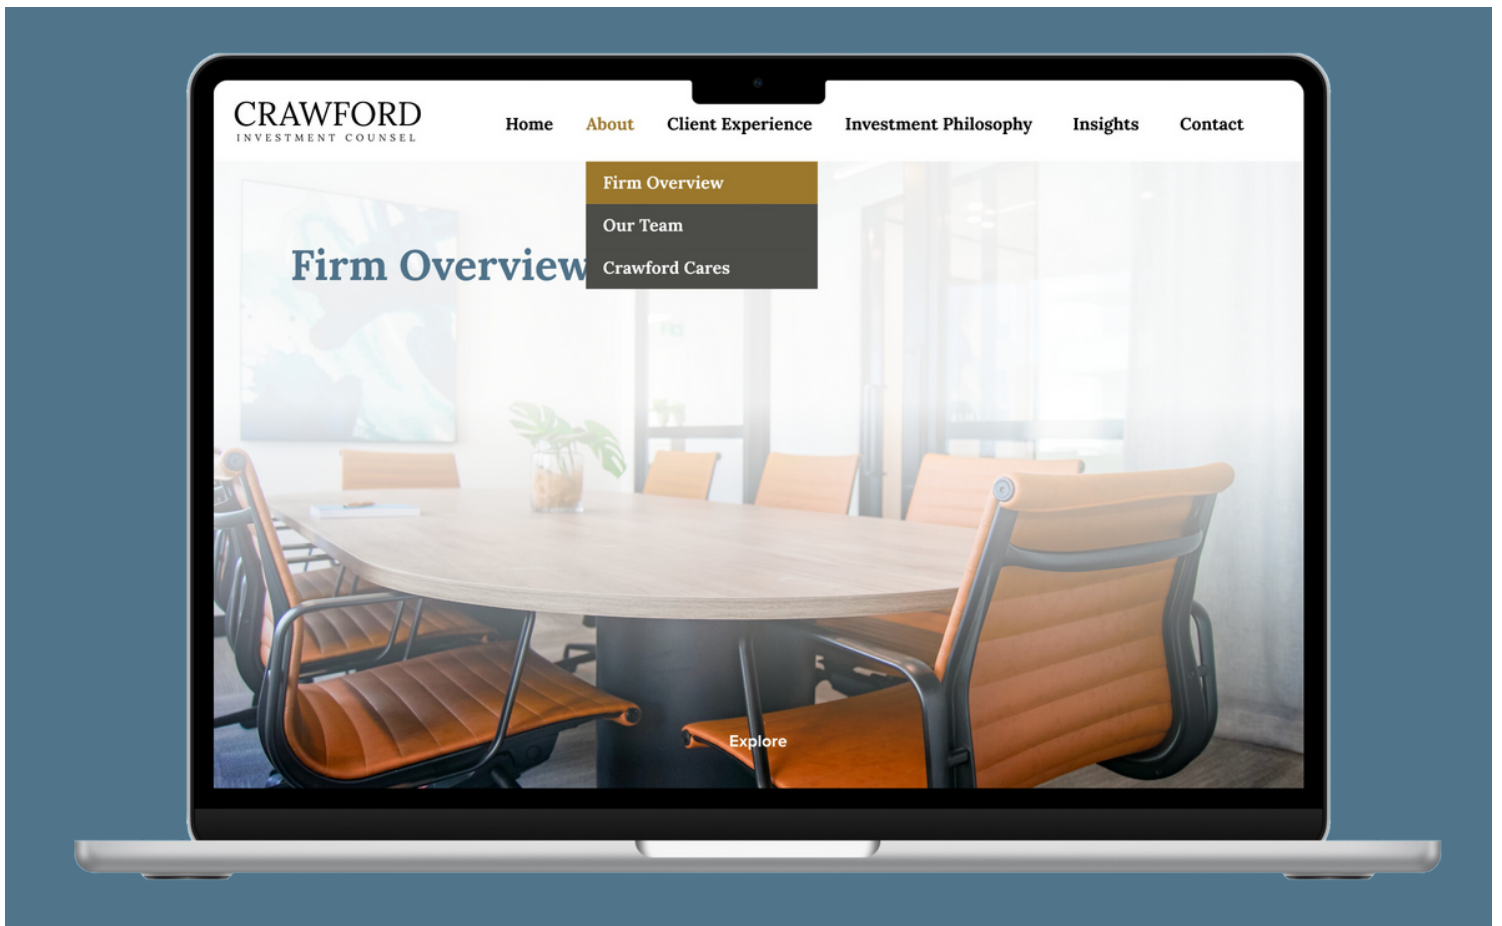 CRAWFORD
INVESTMENT COUNSEL
Home About Client Experience Investment Philosophy Insights Contact
Firm Overview
Our Team
Crawford Cares
Firm Overview
Explore